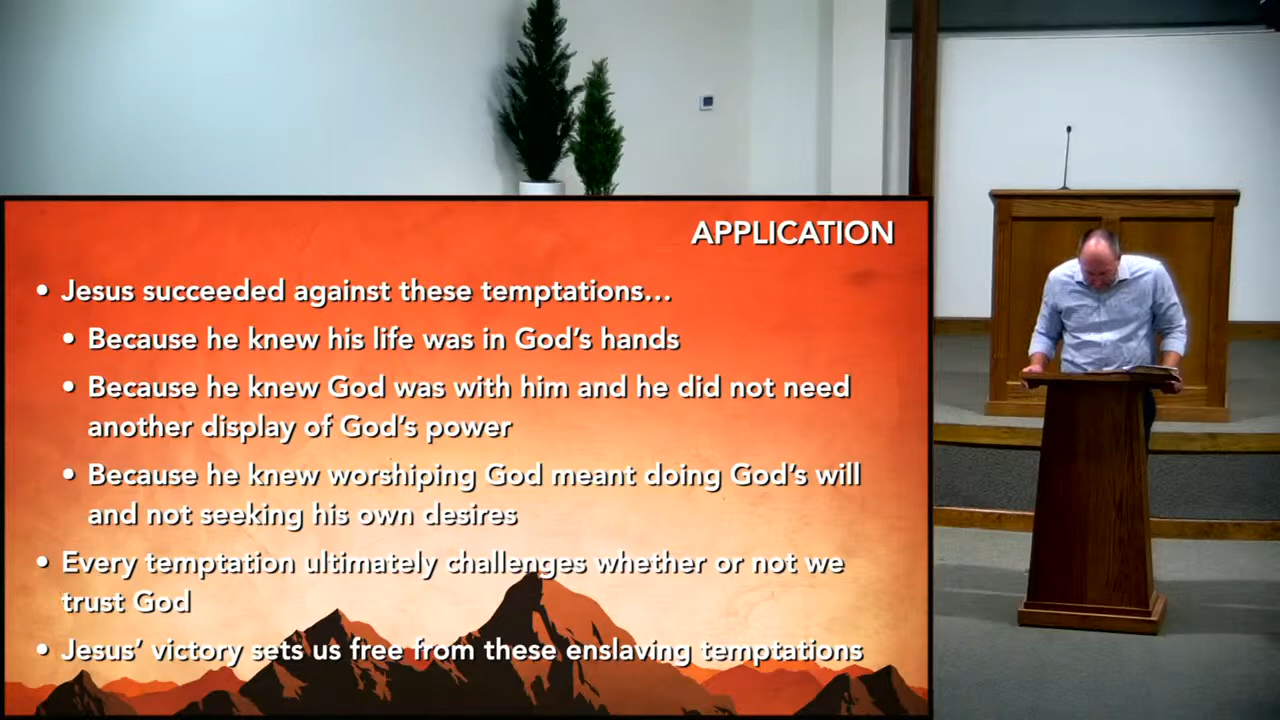 APPLICATION
• Jesus succeeded against these temptations…
• Because he knew his life was in God’s hands
• Because he knew God was with him and he did not need
another display of God’s power
• Because he knew worshiping God meant doing God’s will
and not seeking his own desires
• Every temptation ultimately challenges whether or not we
trust God
• Jesus’ victory sets us free from these enslaving temptations